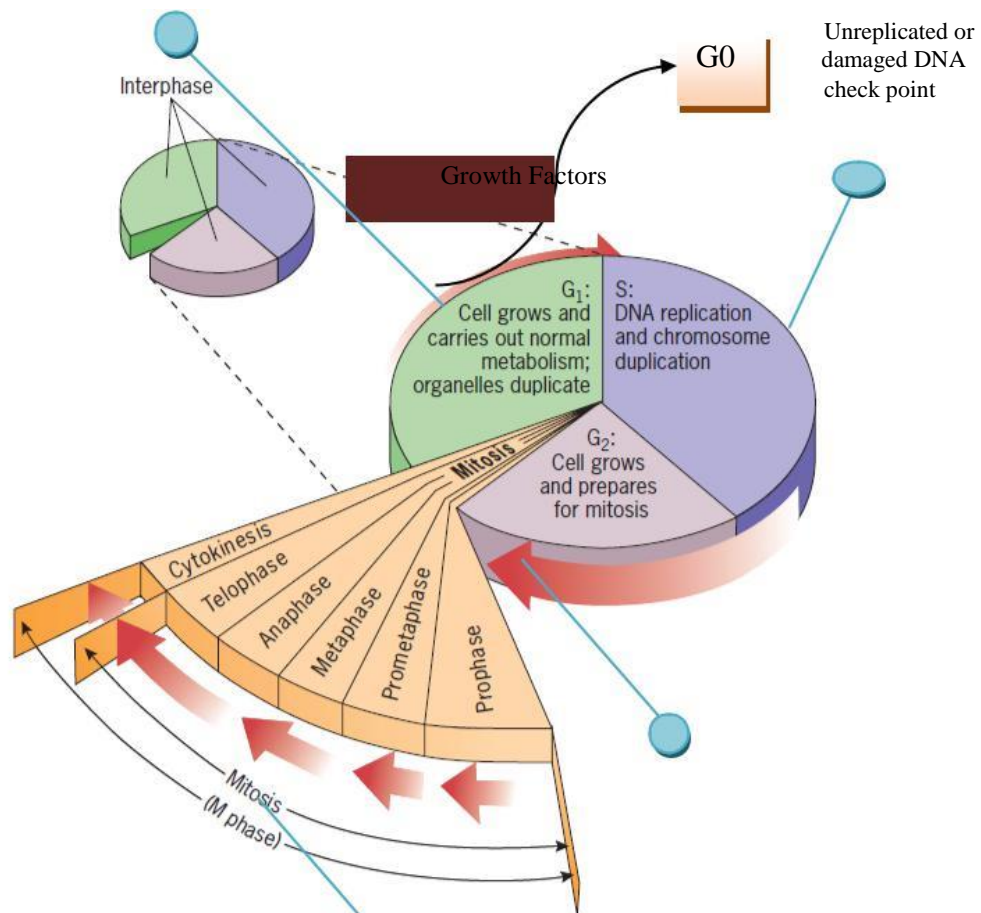 Unreplicated or
damaged DNA
check point
G0
Interphase
Growth Factors
G₁:
Cell grows and
carries out normal
metabolism;
organelles duplicate
S:
DNA replication
and chromosome
duplication
G₂:
Cell grows
and prepares
for mitosis
Mitosis
Cytokinesis
Telophase
Anaphase
Metaphase
Prometaphase
Prophase
Mitosis
(M phase)